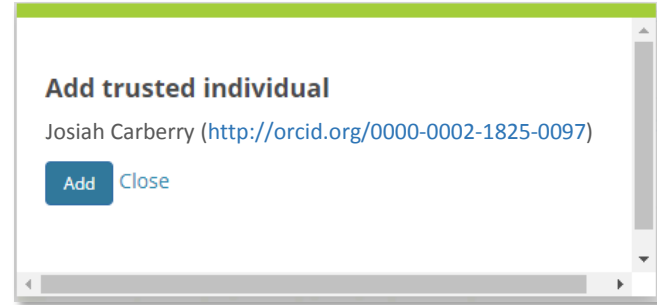 Add trusted individual
Josiah Carberry (http://orcid.org/0000-0002-1825-0097)
Add Close